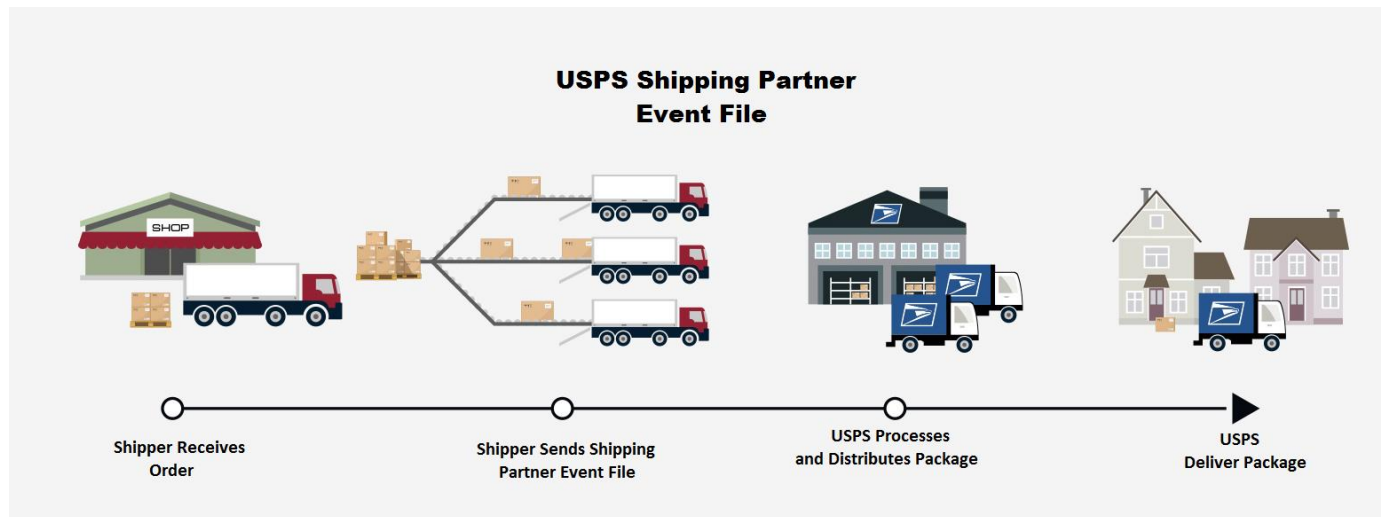 USPS Shipping Partner
Event File
SHOP
Shipper Receives
Order
Shipper Sends Shipping
Partner Event File
USPS Processes
and Distributes Package
USPS
Deliver Package